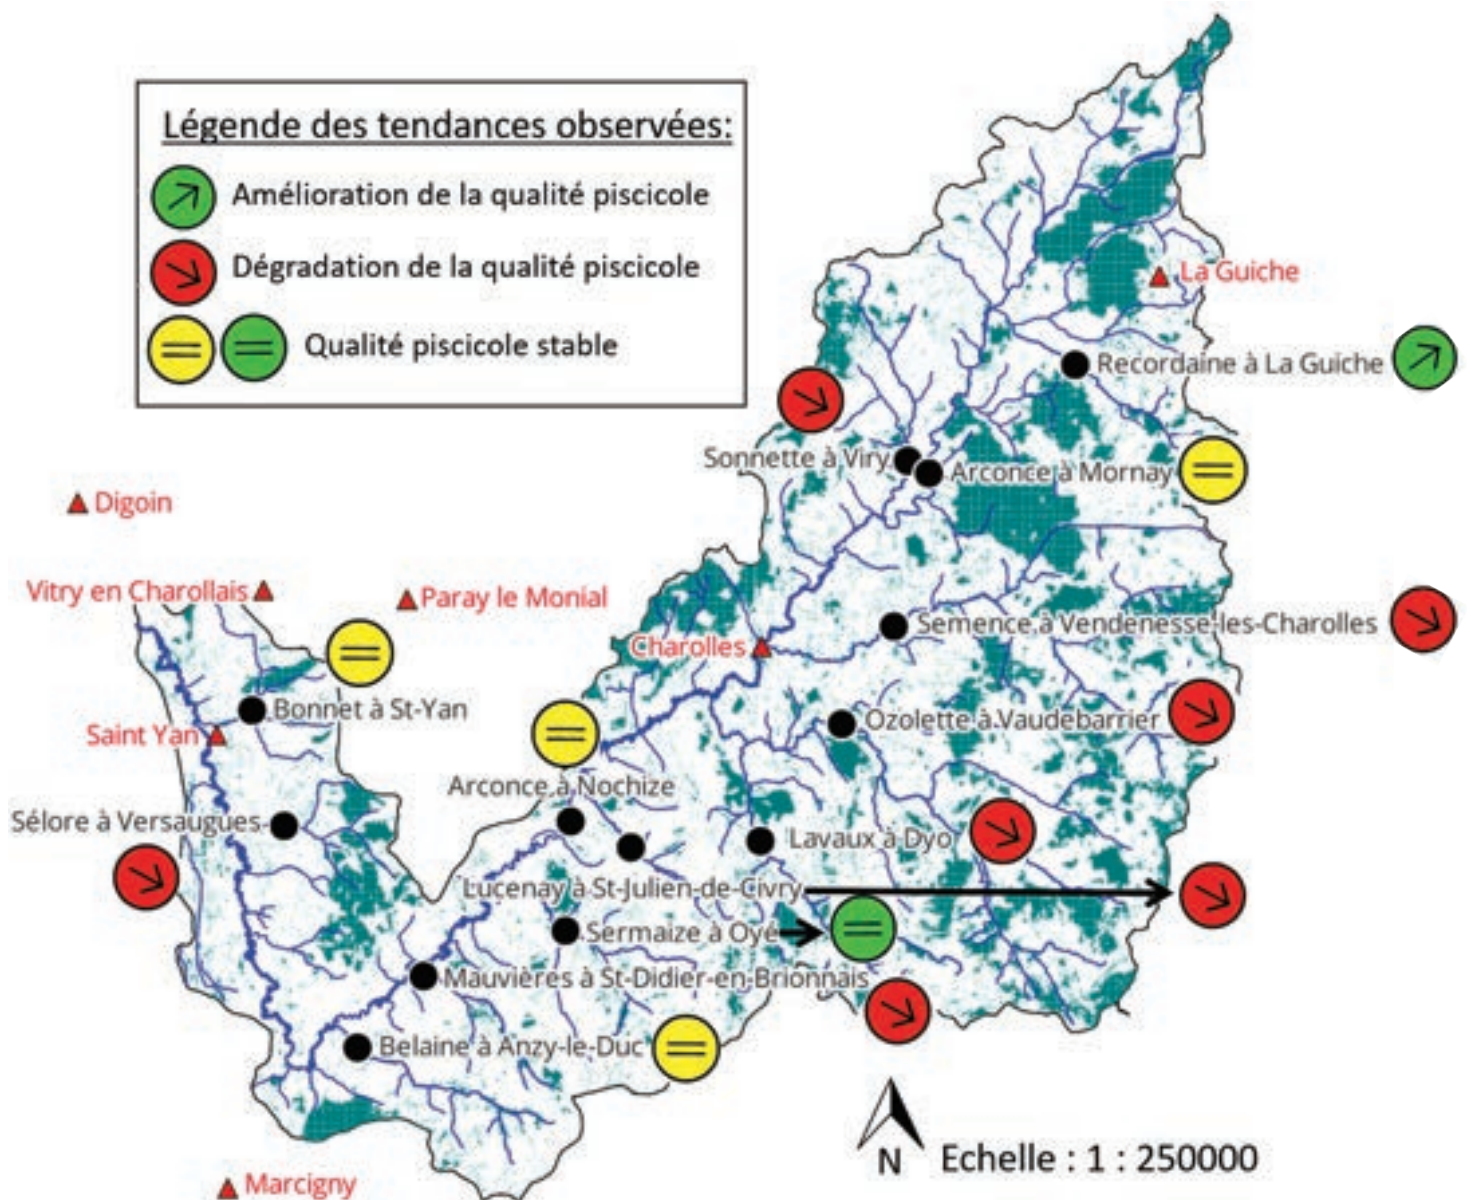 Légende des tendances observées:
Amélioration de la qualité piscicole
Dégradation de la qualité piscicole
Qualité piscicole stable
La Guiche
Recordaine à La Guiche
Sonnette à Viry
Arconce à Mornay
Digoin
Vitry en Charollais
Paray le Monial
Charolles
Semence à Vendenesse-les-Charolles
Bonnet à St-Yan
Saint Yan
Ozolette à Vaudebarrier
Arconce à Nochize
Sélore à Versaugues
Lavaux à Dyo
Lucenay à St-Julien-de-Civry
Sermaize à Oyé
Mauvières à St-Didier-en-Brionnais
Belaine à Anzy-le-Duc
N
Echelle : 1 : 250000
Marcigny